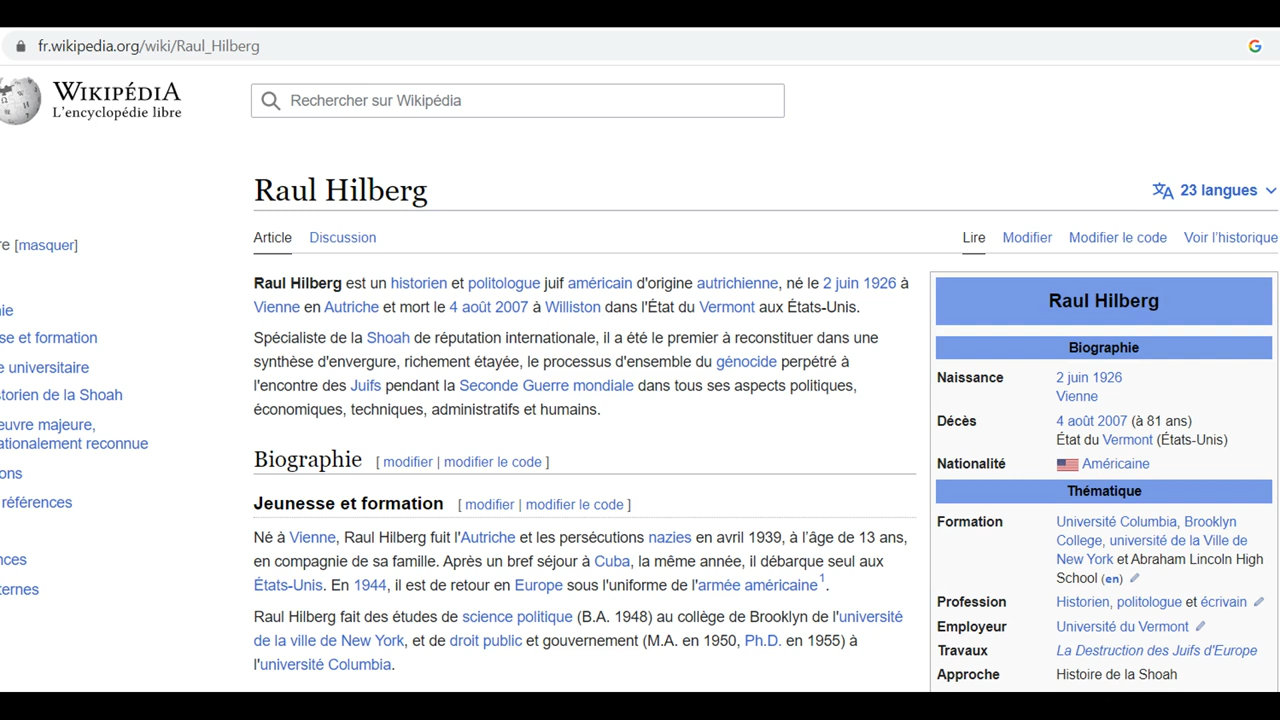 fr.wikipedia.org/wiki/Raul_Hilberg
G
WIKIPÉDIA
L'encyclopédie libre
Rechercher sur Wikipédia
Raul Hilberg
23 langues
re [masquer]
Article Discussion
Lire Modifier Modifier le code Voir l'historique
ie
se et formation
e universitaire
storien de la Shoah
euvre majeure,
ationalement reconnue
ons
références
nces
ternes
Raul Hilberg est un historien et politologue juif américain d'origine autrichienne, né le 2 juin 1926 à
Vienne en Autriche et mort le 4 août 2007 à Williston dans l'État du Vermont aux États-Unis.
Spécialiste de la Shoah de réputation internationale, il a été le premier à reconstituer dans une
synthèse d'envergure, richement étayée, le processus d'ensemble du génocide perpétré à
l'encontre des Juifs pendant la Seconde Guerre mondiale dans tous ses aspects politiques,
économiques, techniques, administratifs et humains.
Biographie [ modifier | modifier le code ]
Jeunesse et formation [ modifier | modifier le code ]
Né à Vienne, Raul Hilberg fuit l'Autriche et les persécutions nazies en avril 1939, à l'âge de 13 ans,
en compagnie de sa famille. Après un bref séjour à Cuba, la même année, il débarque seul aux
États-Unis. En 1944, il est de retour en Europe sous l'uniforme de l'armée américaine1.
Raul Hilberg fait des études de science politique (B.A. 1948) au collège de Brooklyn de l'université
de la ville de New York, et de droit public et gouvernement (M.A. en 1950, Ph.D. en 1955) à
l'université Columbia.
Raul Hilberg
Biographie
Naissance 2 juin 1926
Vienne
Décès 4 août 2007 (à 81 ans)
État du Vermont (États-Unis)
Nationalité Américaine
Thématique
Formation Université Columbia, Brooklyn
College, université de la Ville de
New York et Abraham Lincoln High
School (en)
Profession Historien, politologue et écrivain
Employeur Université du Vermont
Travaux La Destruction des Juifs d'Europe
Approche Histoire de la Shoah